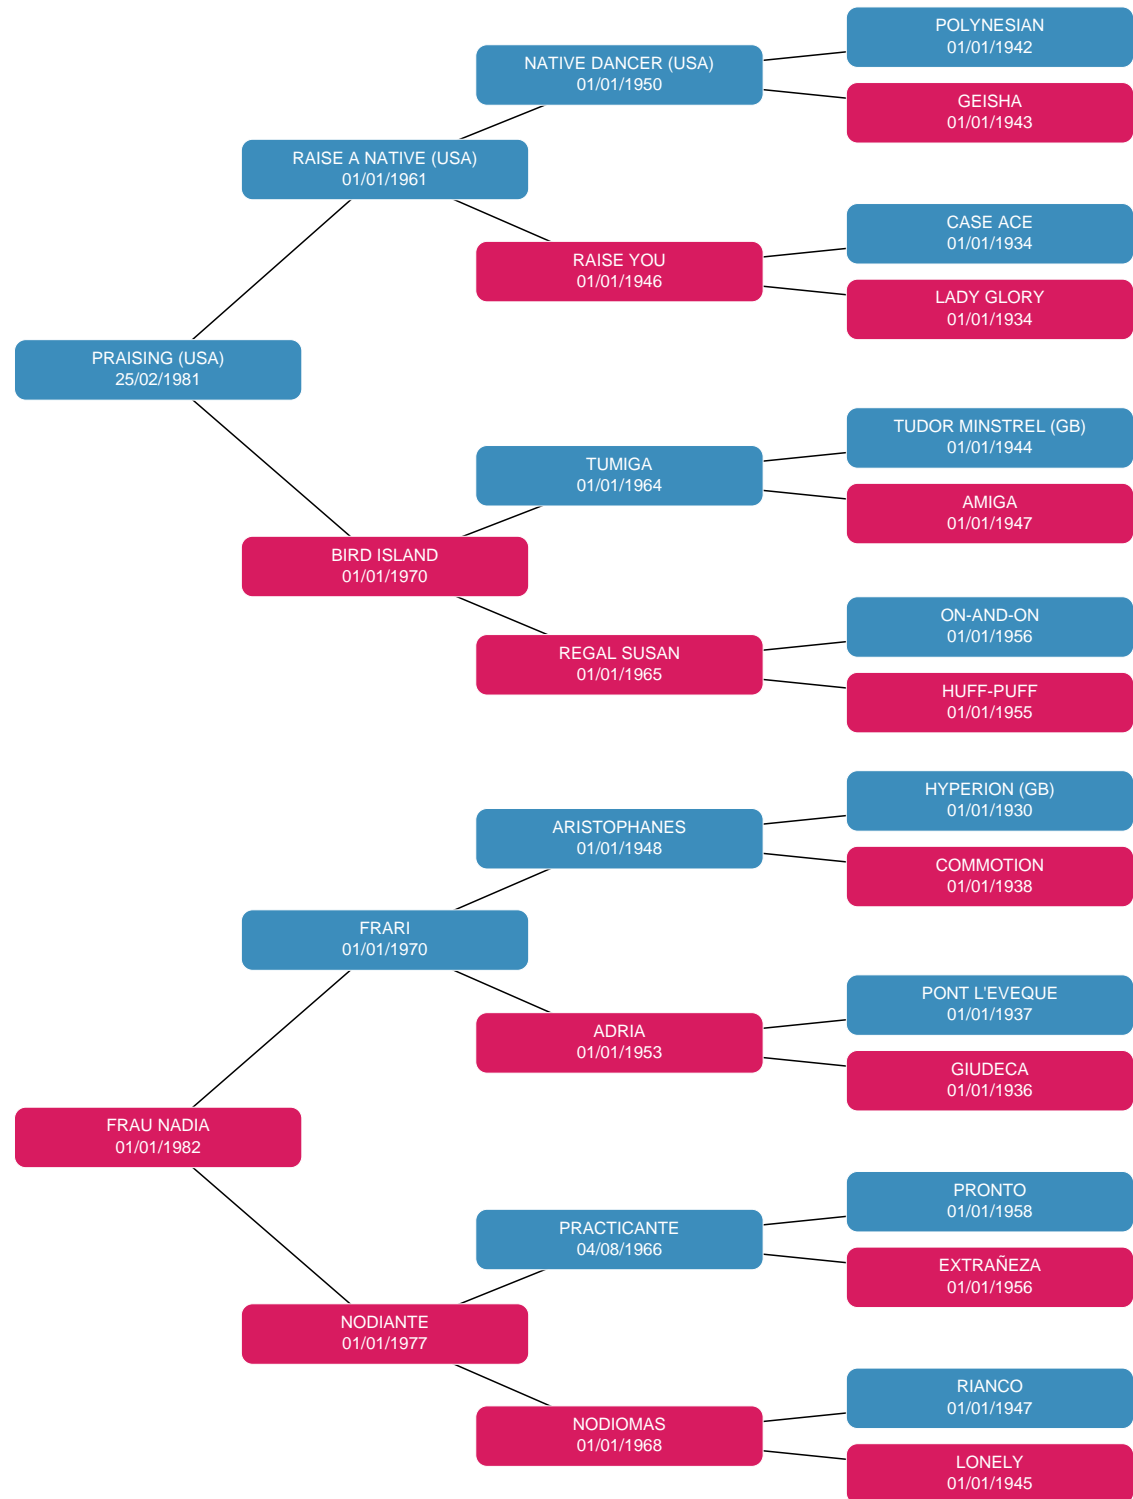 POLYNESIAN
01/01/1942
NATIVE DANCER (USA)
01/01/1950
GEISHA
01/01/1943
RAISE A NATIVE (USA)
01/01/1961
CASE ACE
01/01/1934
RAISE YOU
01/01/1946
LADY GLORY
01/01/1934
PRAISING (USA)
25/02/1981
TUDOR MINSTREL (GB)
01/01/1944
TUMIGA
01/01/1964
AMIGA
01/01/1947
BIRD ISLAND
01/01/1970
ON-AND-ON
01/01/1956
REGAL SUSAN
01/01/1965
HUFF-PUFF
01/01/1955
HYPERION (GB)
01/01/1930
ARISTOPHANES
01/01/1948
COMMOTION
01/01/1938
FRARI
01/01/1970
PONT L'EVEQUE
01/01/1937
ADRIA
01/01/1953
GIUDECA
01/01/1936
FRAU NADIA
01/01/1982
PRONTO
01/01/1958
PRACTICANTE
04/08/1966
EXTRAÑEZA
01/01/1956
NODIANTE
01/01/1977
RIANCO
01/01/1947
NODIOMAS
01/01/1968
LONELY
01/01/1945